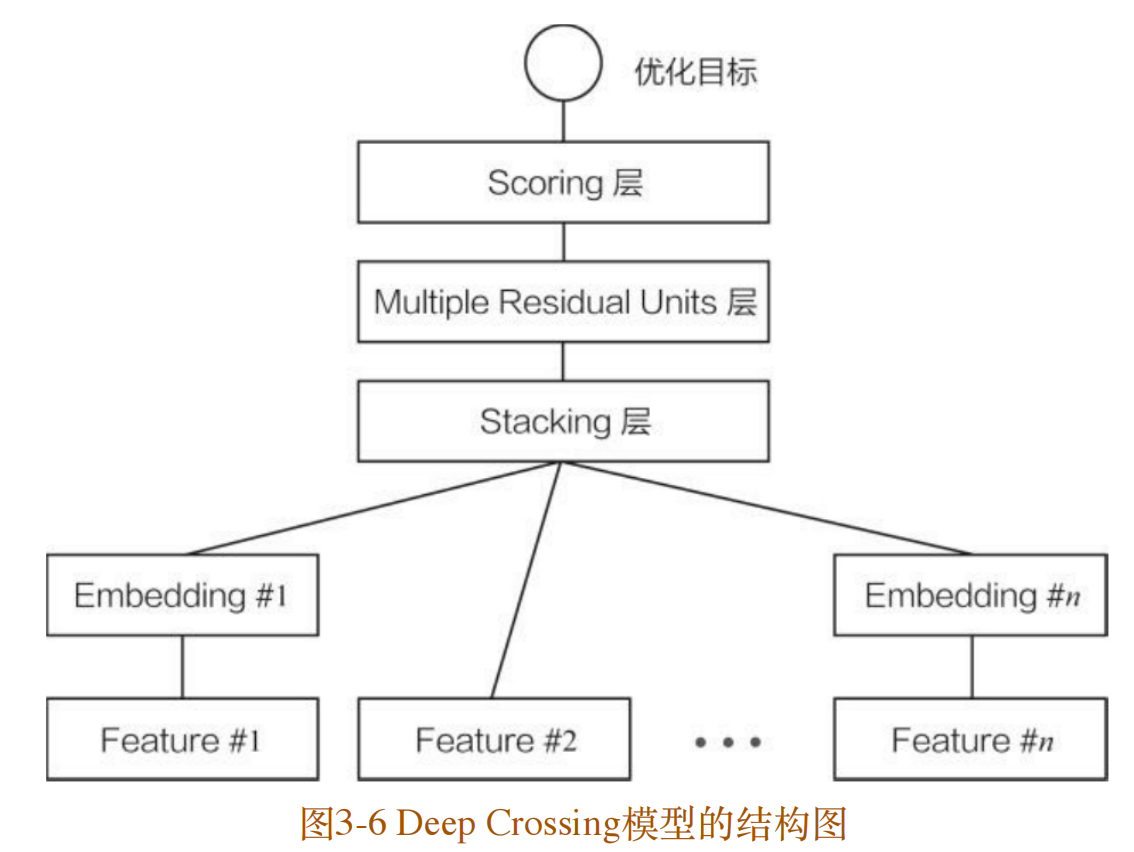 优化目标
Scoring 层
Multiple Residual Units 层
Stacking 层
Embedding #1
Embedding #n
Feature #1
Feature #2
• • •
Feature #n
图3-6 Deep Crossing模型的结构图